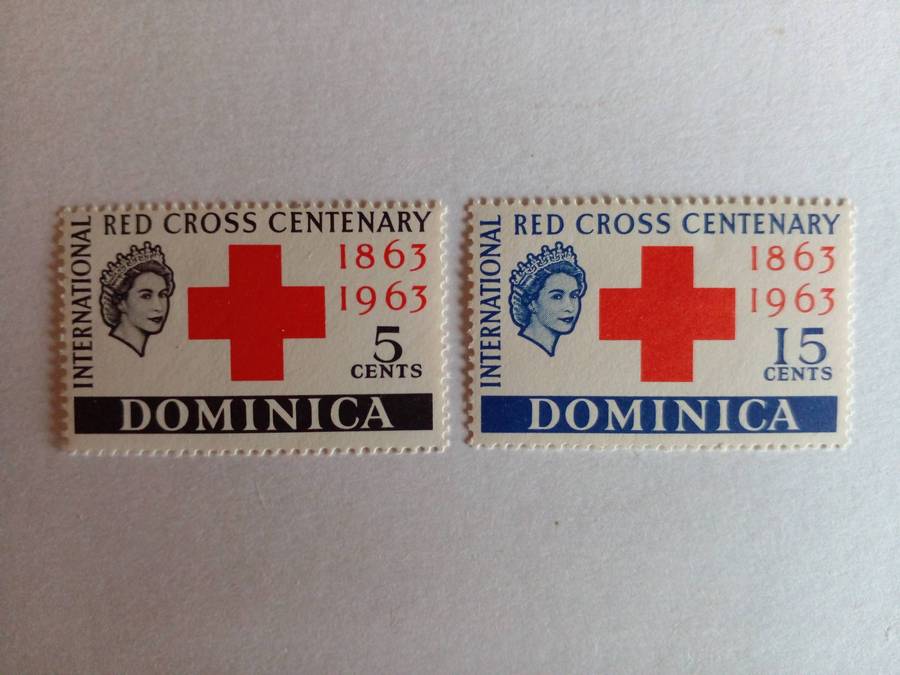 INTERNATIONAL
RED CROSS CENTENARY
1863
1963
5
CENTS
DOMINICA
INTERNATIONAL
RED CROSS CENTENARY
1863
1963
15
CENTS
DOMINICA